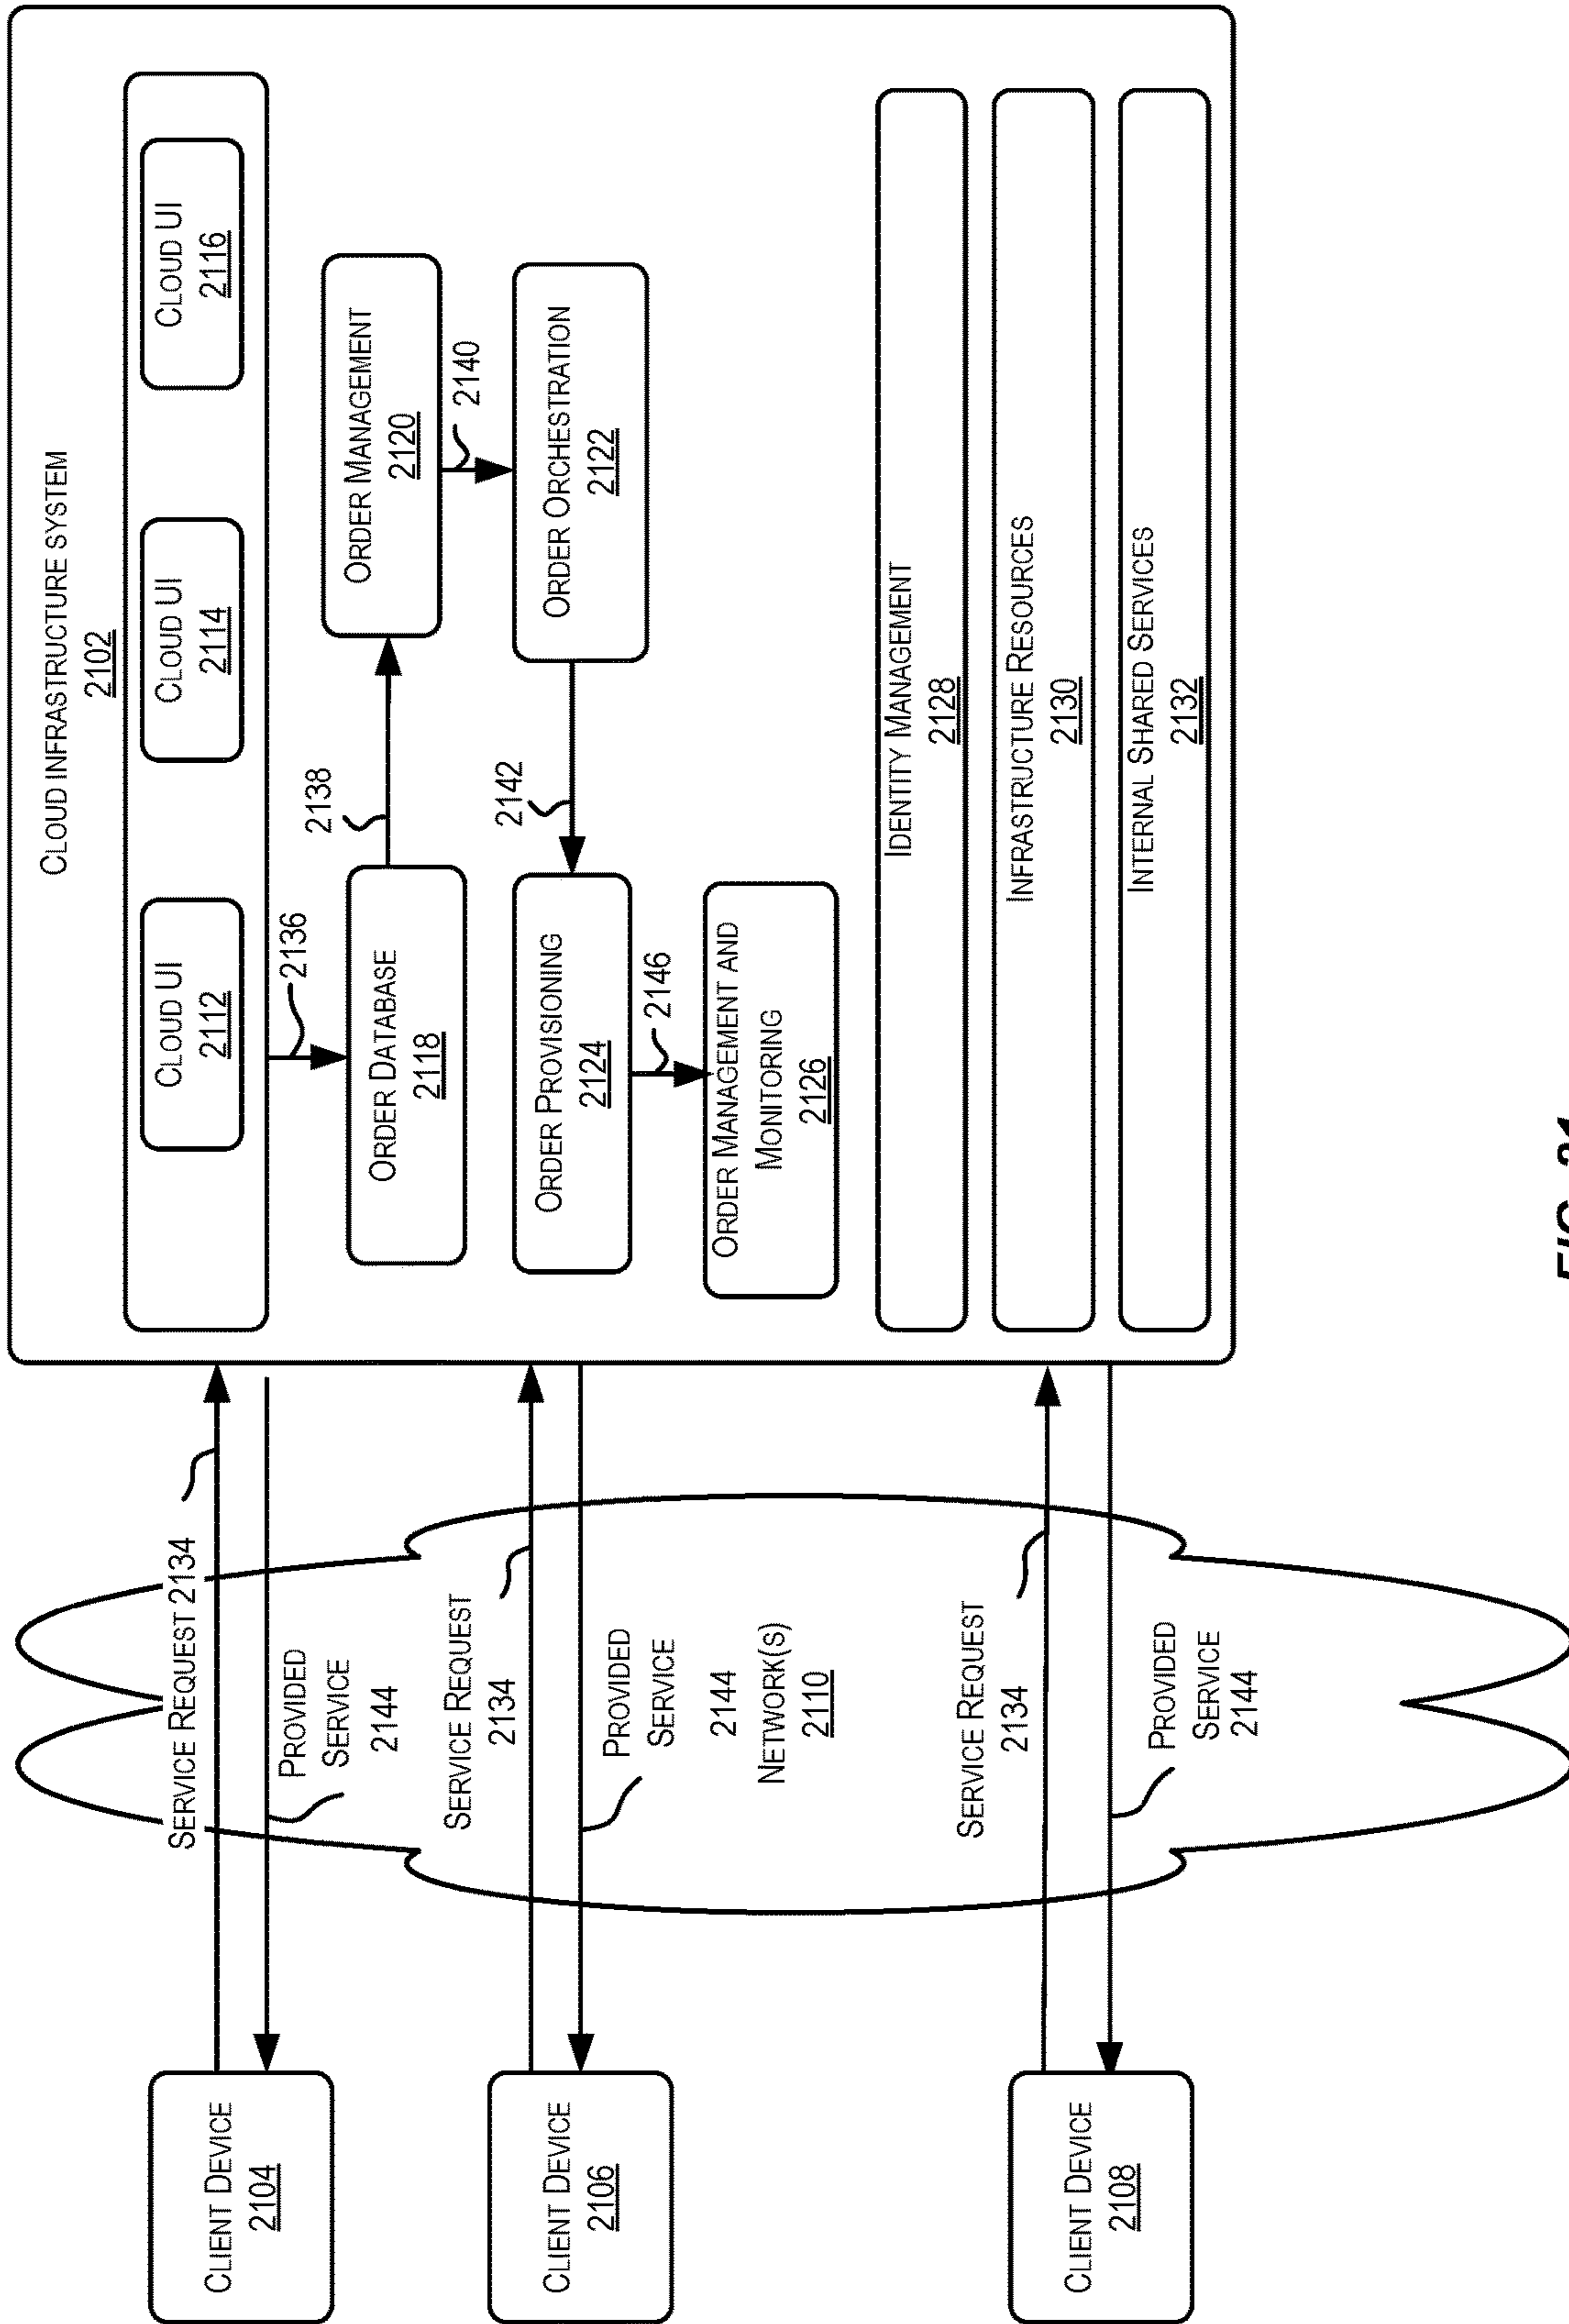 CLIENT DEVICE
2104
CLIENT DEVICE
2106
CLIENT DEVICE
2108
SERVICE REQUEST 2134
PROVIDED
SERVICE
2144
SERVICE REQUEST
2134
PROVIDED
SERVICE
2144
NETWORK(S)
2110
SERVICE REQUEST
2134
PROVIDED
SERVICE
2144
CLOUD INFRASTRUCTURE SYSTEM
2102
CLOUD UI
2112
CLOUD UI
2114
CLOUD UI
2116
2136
ORDER DATABASE
2118
2138
ORDER MANAGEMENT
2120
2140
ORDER ORCHESTRATION
2122
2142
ORDER PROVISIONING
2124
2146
ORDER MANAGEMENT AND
MONITORING
2126
IDENTITY MANAGEMENT
2128
INFRASTRUCTURE RESOURCES
2130
INTERNAL SHARED SERVICES
2132
FIG. 21